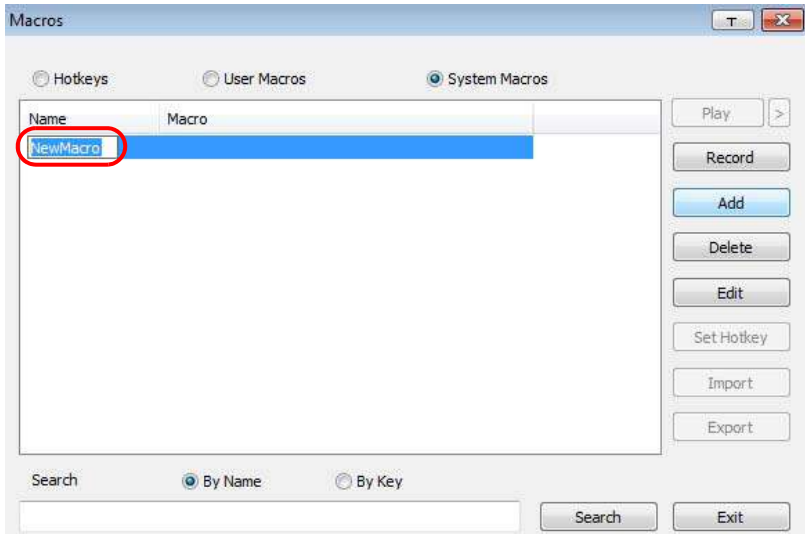 Macros
T
Hotkeys User Macros System Macros
Name Macro
NewMacro
Play >
Record
Add
Delete
Edit
Set Hotkey
Import
Export
Search By Name By Key
Search Exit